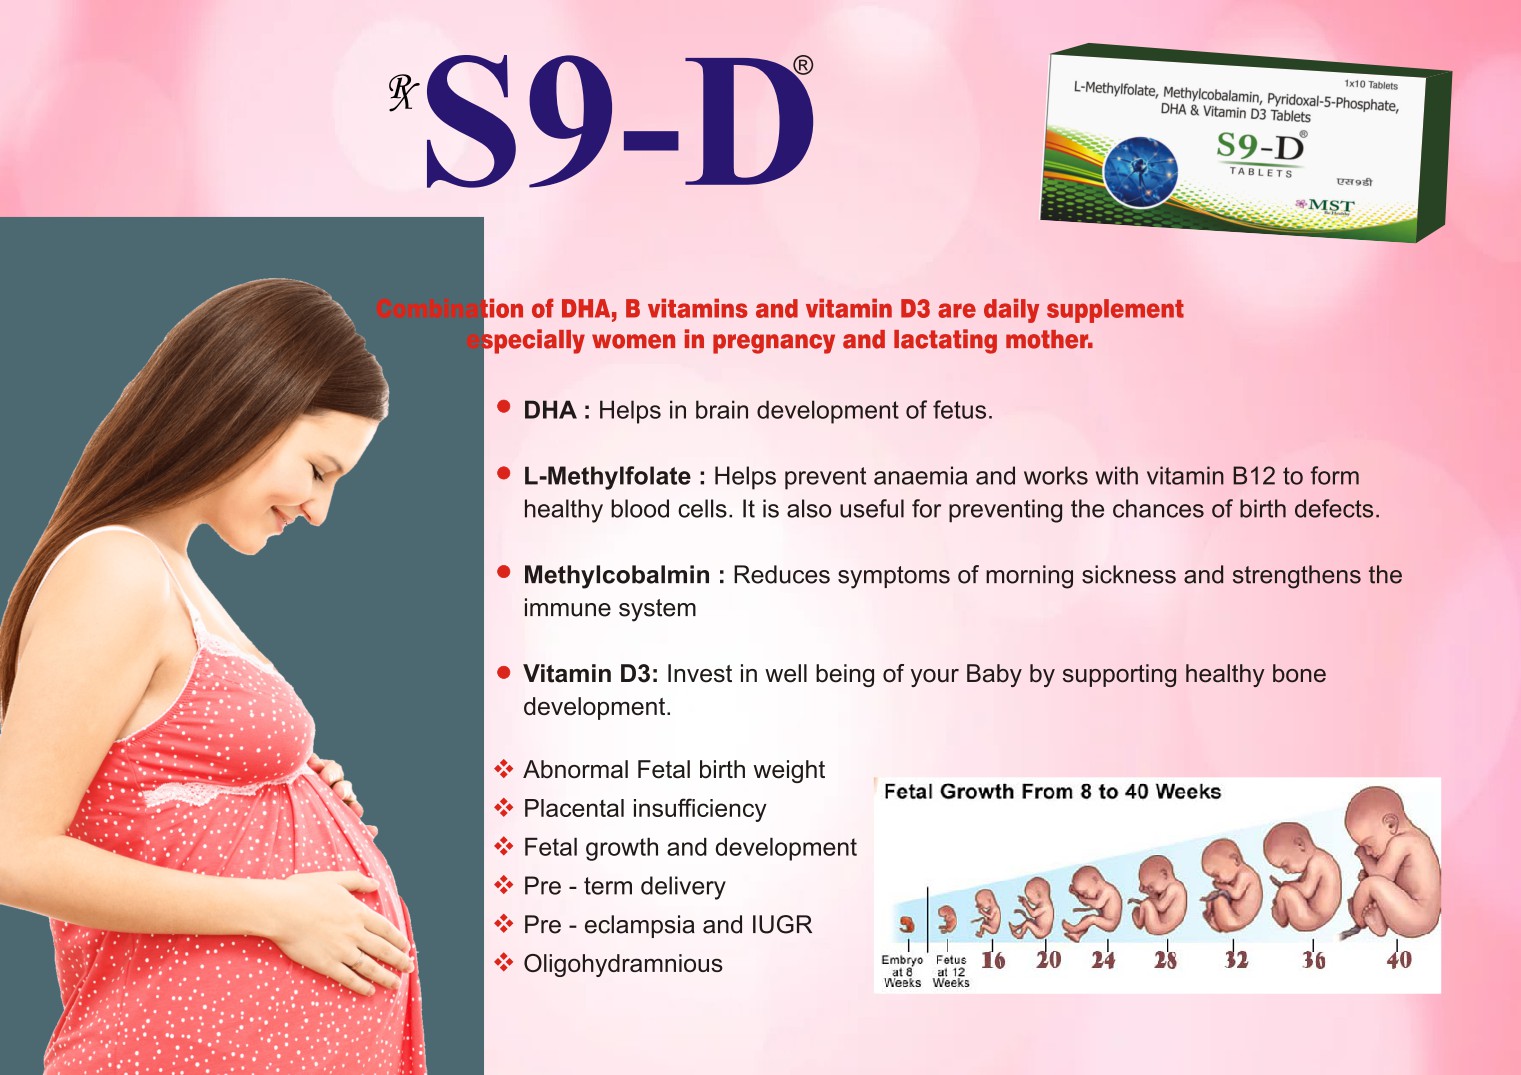 Rx S9-D®
1x10 Tablets
L-Methylfolate, Methylcobalamin, Pyridoxal-5-Phosphate,
DHA & Vitamin D3 Tablets
S9-D®
TABLETS
एस९डी
MST
Combination of DHA, B vitamins and vitamin D3 are daily supplement
especially women in pregnancy and lactating mother.
DHA : Helps in brain development of fetus.
L-Methylfolate : Helps prevent anaemia and works with vitamin B12 to form
healthy blood cells. It is also useful for preventing the chances of birth defects.
Methylcobalmin : Reduces symptoms of morning sickness and strengthens the
immune system
Vitamin D3: Invest in well being of your Baby by supporting healthy bone
development.
Abnormal Fetal birth weight
Placental insufficiency
Fetal growth and development
Pre - term delivery
Pre - eclampsia and IUGR
Oligohydramnious
Fetal Growth From 8 to 40 Weeks
Embryo
at 8
Weeks
Fetus
at 12
Weeks
16 20 24 28 32 36 40